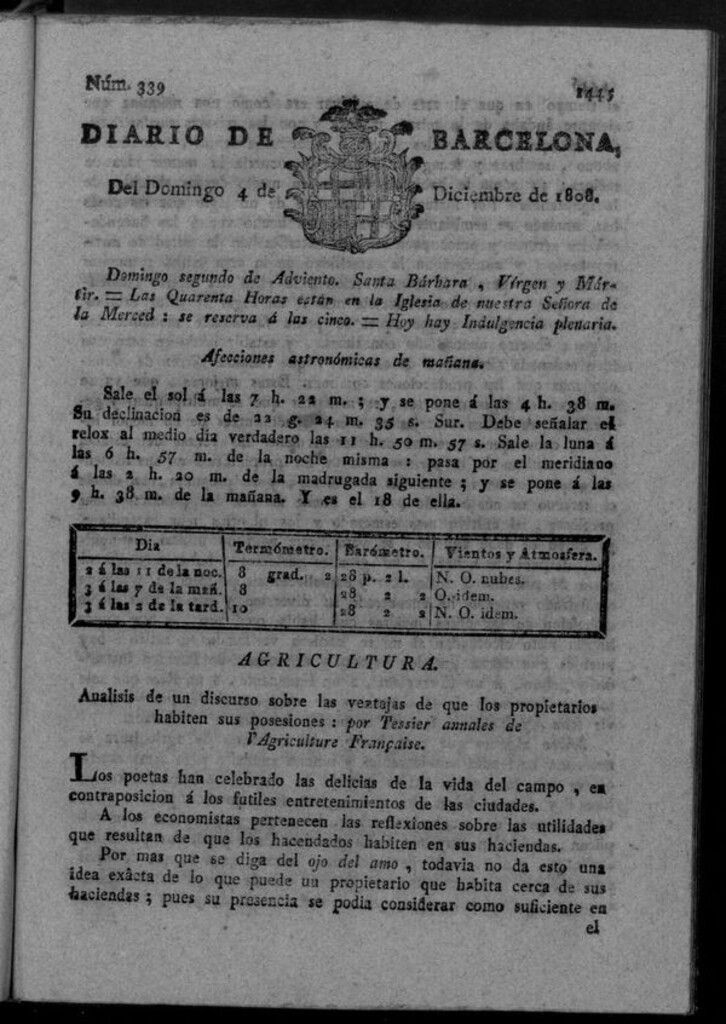 Núm. 339 1445
DIARIO DE BARCELONA,
Del Domingo 4 de Diciembre de 1808.
Domingo segundo de Adviento. Santa Bárbara , Vírgen y Már-
tir. = Las Quarenta Horas están en la Iglesia de nuestra Señora de
la Merced : se reserva á las cinco. = Hoy hay Indulgencia plenaria.
Afecciones astronómicas de mañana.
Sale el sol á las 7 h. 22 m. ; y se pone á las 4 h. 38 m.
Su declinacion es de 22 g. 24 m. 35 s. Sur. Debe señalar el
relox al medio dia verdadero las 11 h. 50 m. 57 s. Sale la luna á
las 6 h. 57 m. de la noche misma : pasa por el meridiano
á las 2 h. 20 m. de la madrugada siguiente ; y se pone á las
9 h. 38 m. de la mañana. Y es el 18 de ella.
Dia Termómetro. Barómetro. Vientos y Atmosfera.
2 á las 11 de la noc. 8 grad. 2 28 p. 2 l. N. O. nubes.
3 á las 7 de la mañ. 8 28 2 2 O. idem.
3 á las 2 de la tard. 10 28 2 2 N. O. idem.
AGRICULTURA.
Analisis de un discurso sobre las ventajas de que los propietarios
habiten sus posesiones : por Tessier annales de
l'Agriculture Française.
Los poetas han celebrado las delicias de la vida del campo , en
contraposicion á los futiles entretenimientos de las ciudades.
A los economistas pertenecen las reflexiones sobre las utilidades
que resultan de que los hacendados habiten en sus haciendas.
Por mas que se diga del ojo del amo , todavia no da esto una
idea exâcta de lo que puede un propietario que habita cerca de sus
haciendas ; pues su presencia se podia considerar como suficiente en
el